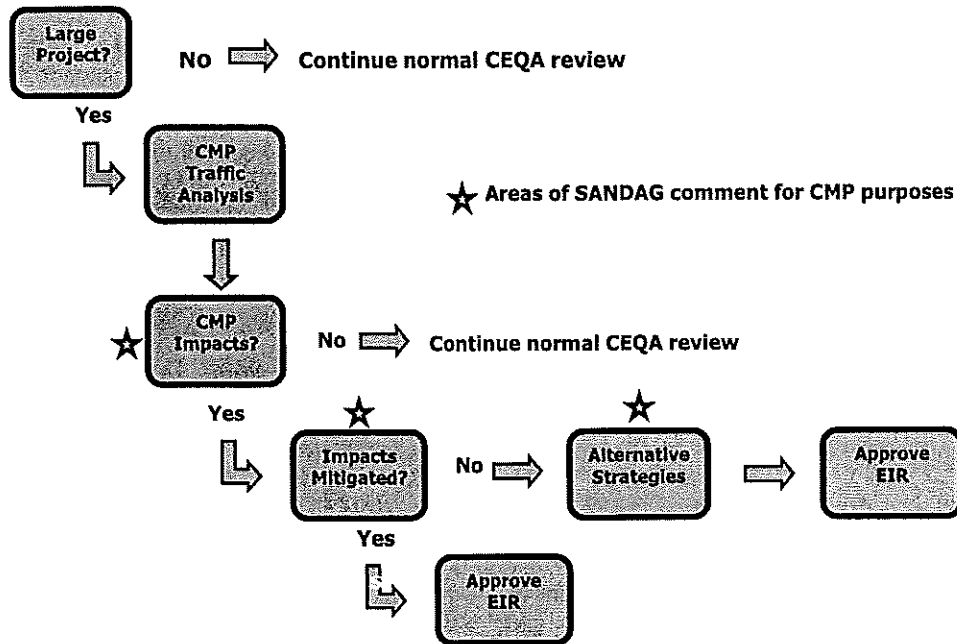 Large
Project?
No
Continue normal CEQA review
Yes
CMP
Traffic
Analysis
Areas of SANDAG comment for CMP purposes
CMP
Impacts?
No
Continue normal CEQA review
Yes
Impacts
Mitigated?
No
Alternative
Strategies
Approve
EIR
Yes
Approve
EIR